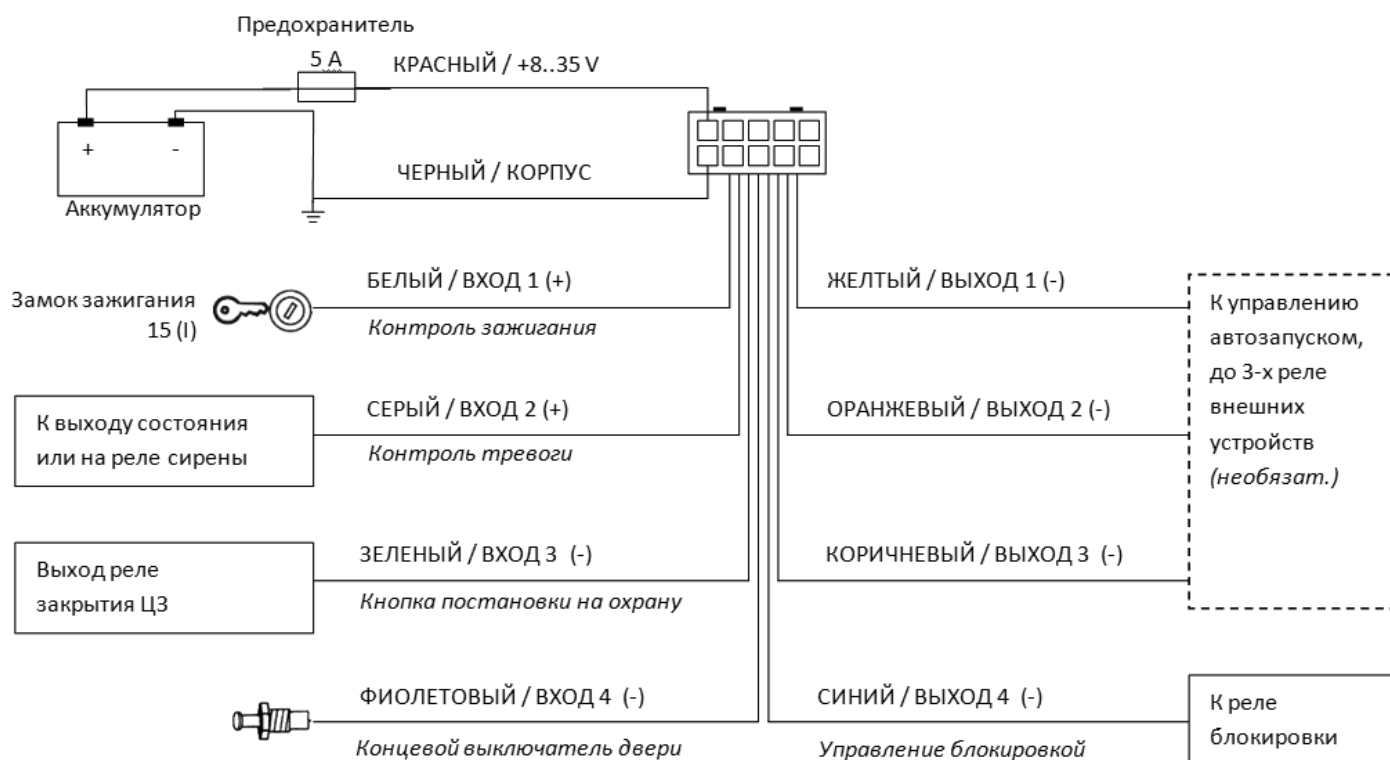 Предохранитель
5 А
КРАСНЫЙ / +8..35 V
+ -
Аккумулятор
ЧЕРНЫЙ / КОРПУС
Замок зажигания
15 (I)
БЕЛЫЙ / ВХОД 1 (+)
Контроль зажигания
ЖЕЛТЫЙ / ВЫХОД 1 (-)
К выходу состояния
или на реле сирены
СЕРЫЙ / ВХОД 2 (+)
Контроль тревоги
ОРАНЖЕВЫЙ / ВЫХОД 2 (-)
К управлению
автозапуском,
до 3-х реле
внешних
устройств
(необязат.)
Выход реле
закрытия ЦЗ
ЗЕЛЕНЫЙ / ВХОД 3 (-)
Кнопка постановки на охрану
КОРИЧНЕВЫЙ / ВЫХОД 3 (-)
ФИОЛЕТОВЫЙ / ВХОД 4 (-)
Концевой выключатель двери
СИНИЙ / ВЫХОД 4 (-)
Управление блокировкой
К реле
блокировки